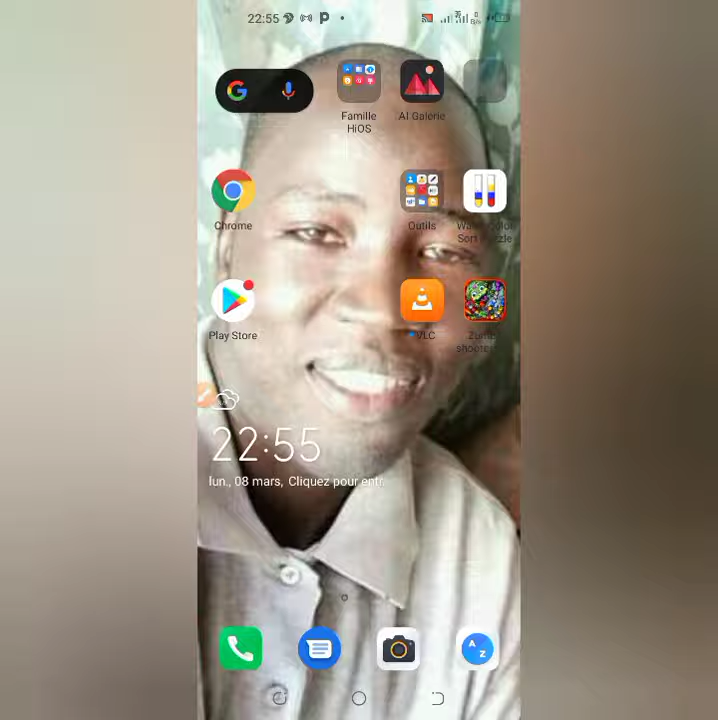 22:55
Famille
HiOS
AI Galerie
Chrome
Outils
Sort
Play Store
VLC
22:55
lun., 08 mars, Cliquez pour entr.
A
Z